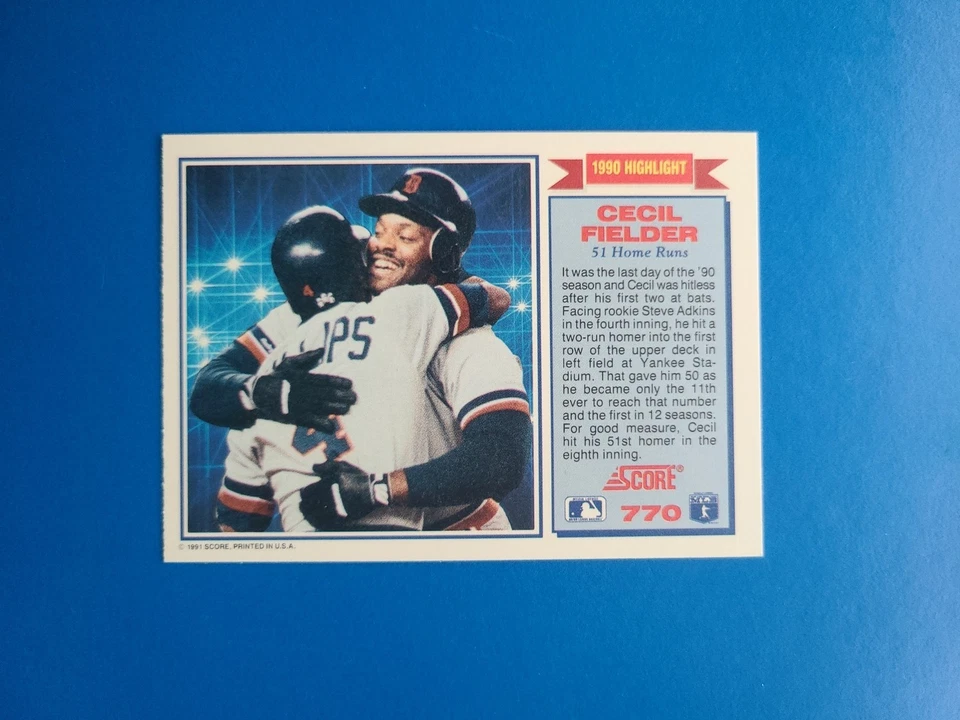 1990 HIGHLIGHT
CECIL
FIELDER
51 Home Runs
It was the last day of the '90
season and Cecil was hitless
after his first two at bats.
Facing rookie Steve Adkins
in the fourth inning, he hit a
two-run homer into the first
row of the upper deck in
left field at Yankee Sta-
dium. That gave him 50 as
he became only the 11th
ever to reach that number
and the first in 12 seasons.
For good measure, Cecil
hit his 51st homer in the
eighth inning.
SCORE®
770
IPS
4
4
© 1991 SCORE, PRINTED IN U.S.A.